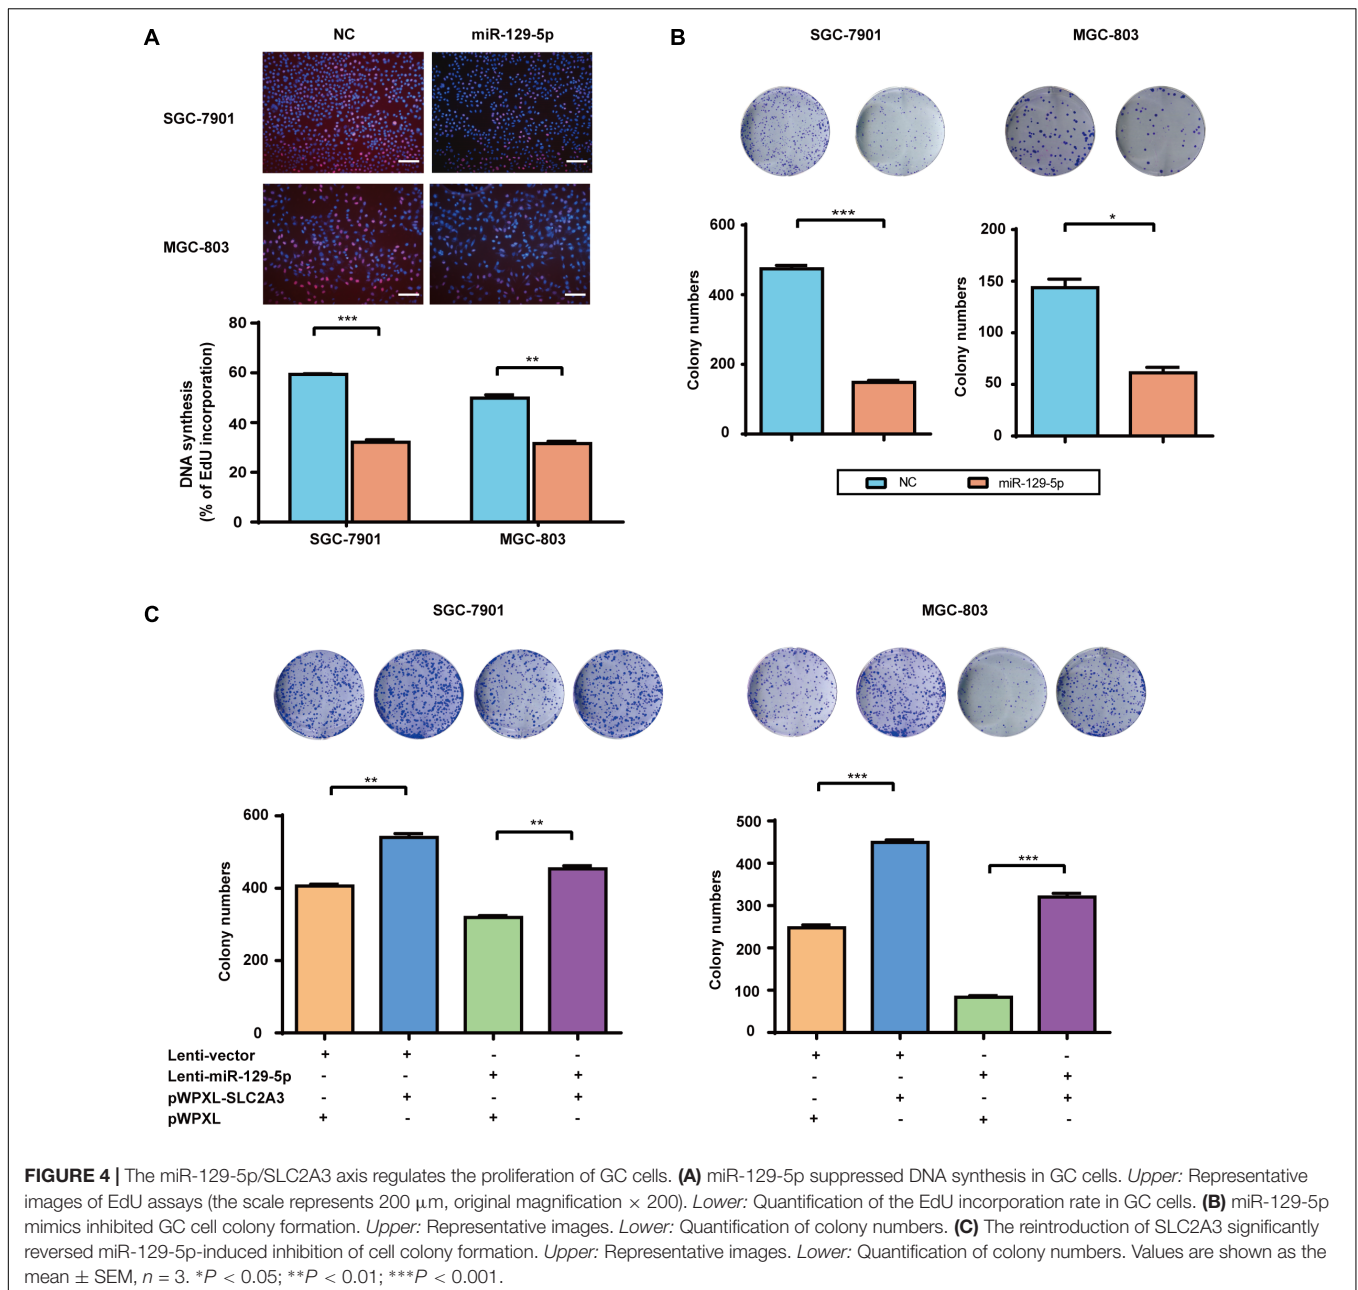 A
NC
miR-129-5p
SGC-7901
MGC-803
80
60
40
20
0
DNA synthesis
(% of EdU incorporation)
***
**
SGC-7901
MGC-803
B
SGC-7901
MGC-803
600
400
200
0
Colony numbers
***
200
150
100
50
0
Colony numbers
*
NC
miR-129-5p
C
SGC-7901
MGC-803
600
400
200
0
Colony numbers
**
**
500
400
300
200
100
0
Colony numbers
***
***
Lenti-vector + + - - + + - -
Lenti-miR-129-5p - - + + - - + +
pWPXL-SLC2A3 - + - + - + - +
pWPXL + - + - + - + -
FIGURE 4 | The miR-129-5p/SLC2A3 axis regulates the proliferation of GC cells. (A) miR-129-5p suppressed DNA synthesis in GC cells. Upper: Representative
images of EdU assays (the scale represents 200 μm, original magnification × 200). Lower: Quantification of the EdU incorporation rate in GC cells. (B) miR-129-5p
mimics inhibited GC cell colony formation. Upper: Representative images. Lower: Quantification of colony numbers. (C) The reintroduction of SLC2A3 significantly
reversed miR-129-5p-induced inhibition of cell colony formation. Upper: Representative images. Lower: Quantification of colony numbers. Values are shown as the
mean ± SEM, n = 3. *P < 0.05; **P < 0.01; ***P < 0.001.